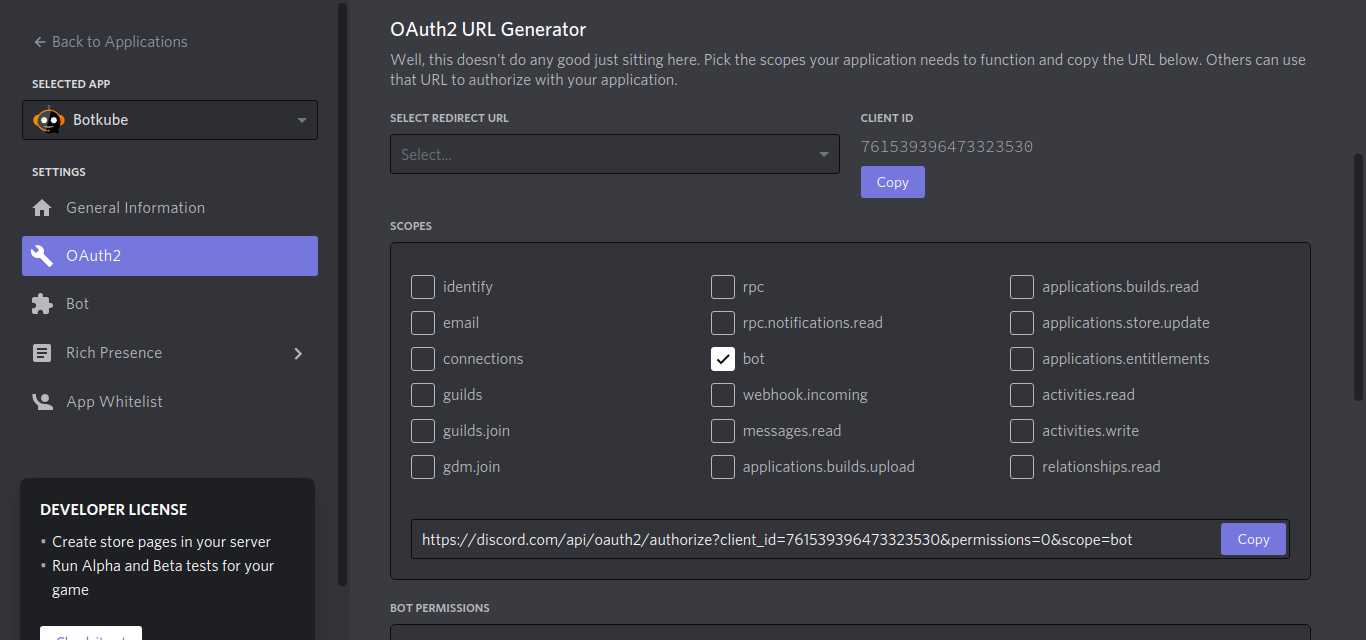 Back to Applications
SELECTED APP
Botkube
SETTINGS
General Information
OAuth2
Bot
Rich Presence
App Whitelist
DEVELOPER LICENSE
▪ Create store pages in your server
▪ Run Alpha and Beta tests for your
game
OAuth2 URL Generator
Well, this doesn't do any good just sitting here. Pick the scopes your application needs to function and copy the URL below. Others can use
that URL to authorize with your application.
SELECT REDIRECT URL
Select...
CLIENT ID
761539396473323530
Copy
SCOPES
identify
email
connections
guilds
guilds.join
gdm.join
rpc
rpc.notifications.read
bot
webhook.incoming
messages.read
applications.builds.upload
applications.builds.read
applications.store.update
applications.entitlements
activities.read
activities.write
relationships.read
https://discord.com/api/oauth2/authorize?client_id=761539396473323530&permissions=0&scope=bot
Copy
BOT PERMISSIONS